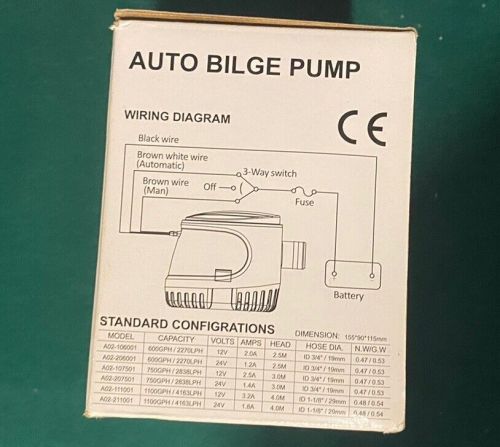 AUTO BILGE PUMP
WIRING DIAGRAM
CE
Black wire
Brown white wire
(Automatic)
3-Way switch
Brown wire
(Man)
Off
Fuse
Battery
STANDARD CONFIGRATIONS
DIMENSION: 155*90*115mm
MODEL CAPACITY VOLTS AMPS HEAD HOSE DIA. N.W/G.W
A02-106001 600GPH / 2270LPH 12V 2.0A 2.5M ID 3/4" / 19mm 0.47 / 0.53
A02-206001 600GPH / 2270LPH 24V 1.2A 2.5M ID 3/4" / 19mm 0.47 / 0.53
A02-107501 750GPH / 2838LPH 12V 2.5A 3.0M ID 3/4" / 19mm 0.47 / 0.53
A02-207501 750GPH / 2838LPH 24V 1.4A 3.0M ID 3/4" / 19mm 0.47 / 0.53
A02-111001 1100GPH / 4163LPH 12V 3.2A 4.0M ID 1-1/8" / 29mm 0.48 / 0.54
A02-211001 1100GPH / 4163LPH 24V 1.6A 4.0M ID 1-1/8" / 29mm 0.48 / 0.54